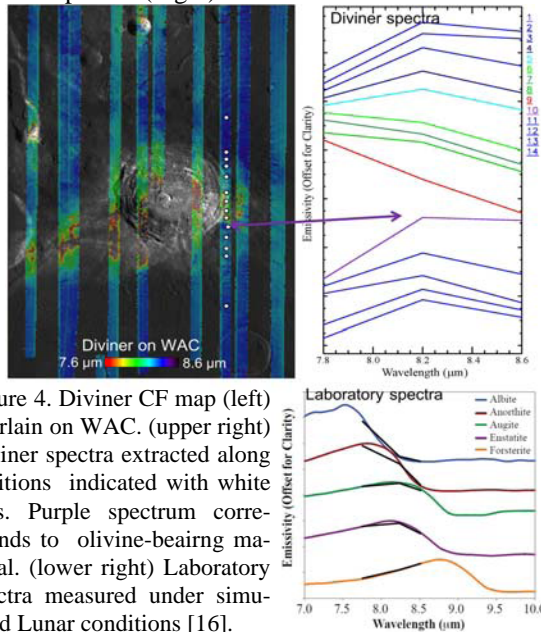 Diviner on WAC
7.6 µm
8.6 µm
Diviner spectra
Emissivity (Offset for Clarity)
1
2
3
4
5
6
7
8
9
10
11
12
13
14
7.8
8.0
8.2
8.4
8.6
Wavelength (µm)
ure 4. Diviner CF map (left)
erlain on WAC. (upper right)
iner spectra extracted along
itions indicated with white
s. Purple spectrum corre-
nds to olivine-beairng ma-
al. (lower right) Laboratory
ctra measured under simu-
d Lunar conditions [16].
Laboratory spectra
Emissivity (Offset for Clarity)
Albite
Anorthite
Augite
Enstatite
Forsterite
7.0
7.5
8.0
8.5
9.0
9.5
10.0
Wavelength (µm)